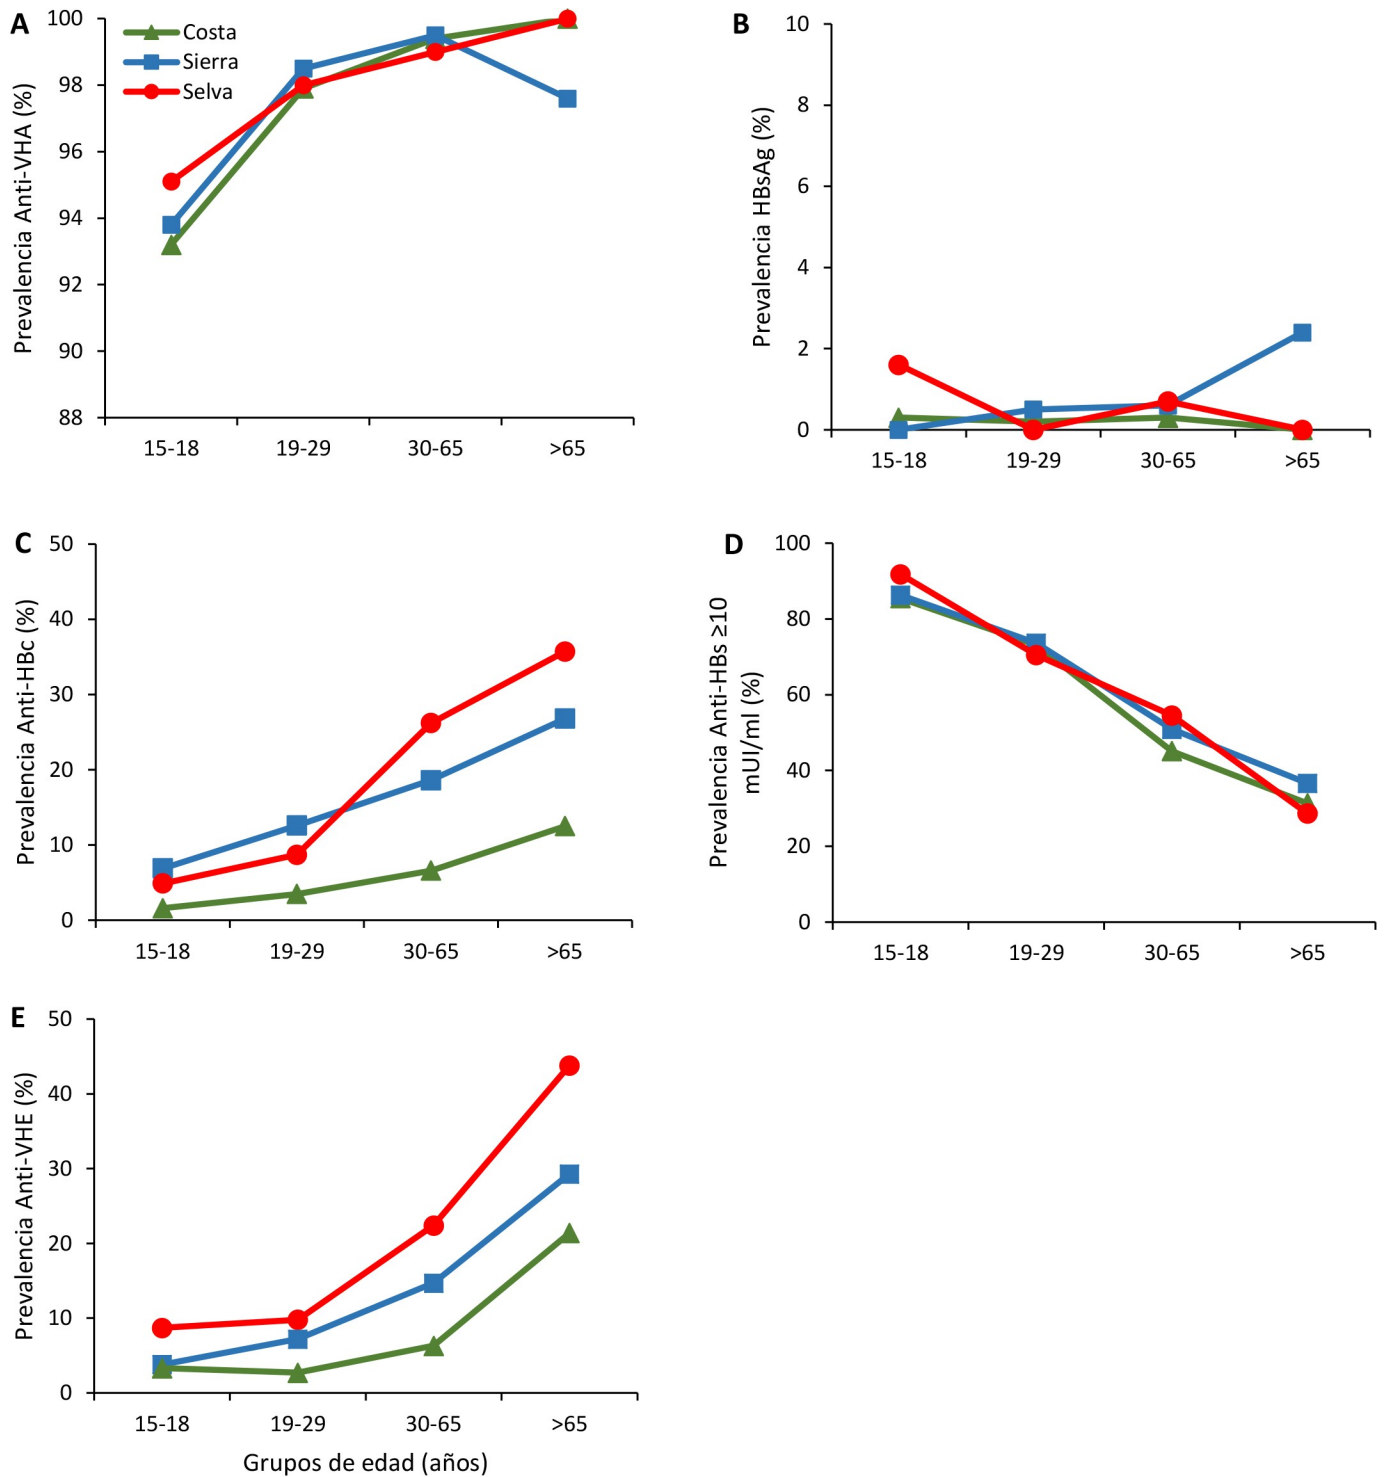 A
Prevalencia Anti-VHA (%)
100
98
96
94
92
90
88
Costa
Sierra
Selva
15-18 19-29 30-65 >65
B
Prevalencia HBsAg (%)
10
8
6
4
2
0
15-18 19-29 30-65 >65
C
Prevalencia Anti-HBc (%)
50
40
30
20
10
0
15-18 19-29 30-65 >65
D
Prevalencia Anti-HBs ≥10
mUI/ml (%)
100
80
60
40
20
0
15-18 19-29 30-65 >65
E
Prevalencia Anti-VHE (%)
50
40
30
20
10
0
15-18 19-29 30-65 >65
Grupos de edad (años)